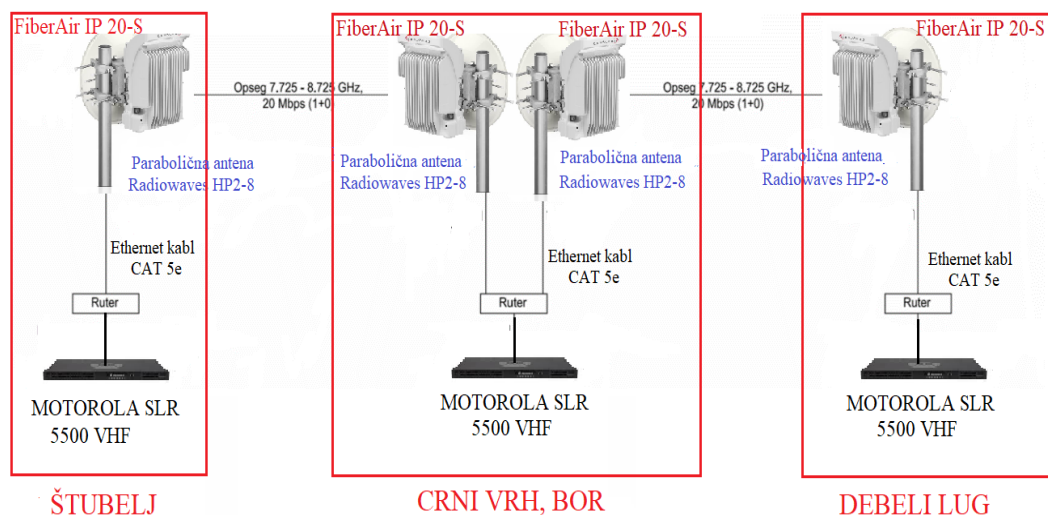 FiberAir IP 20-S
FiberAir IP 20-S
FiberAir IP 20-S
FiberAir IP 20-S
Opseg 7.725 - 8.725 GHz,
20 Mbps (1+0)
Opseg 7.725 - 8.725 GHz,
20 Mbps (1+0)
Parabolična antena
Radiowaves HP2-8
Parabolična antena
Radiowaves HP2-8
Parabolična antena
Radiowaves HP2-8
Parabolična antena
Radiowaves HP2-8
Ethernet kabl
CAT 5e
Ethernet kabl
CAT 5e
Ethernet kabl
CAT 5e
Ruter
Ruter
Ruter
MOTOROLA SLR
5500 VHF
MOTOROLA SLR
5500 VHF
MOTOROLA SLR
5500 VHF
ŠTUBELJ
CRNI VRH, BOR
DEBELI LUG